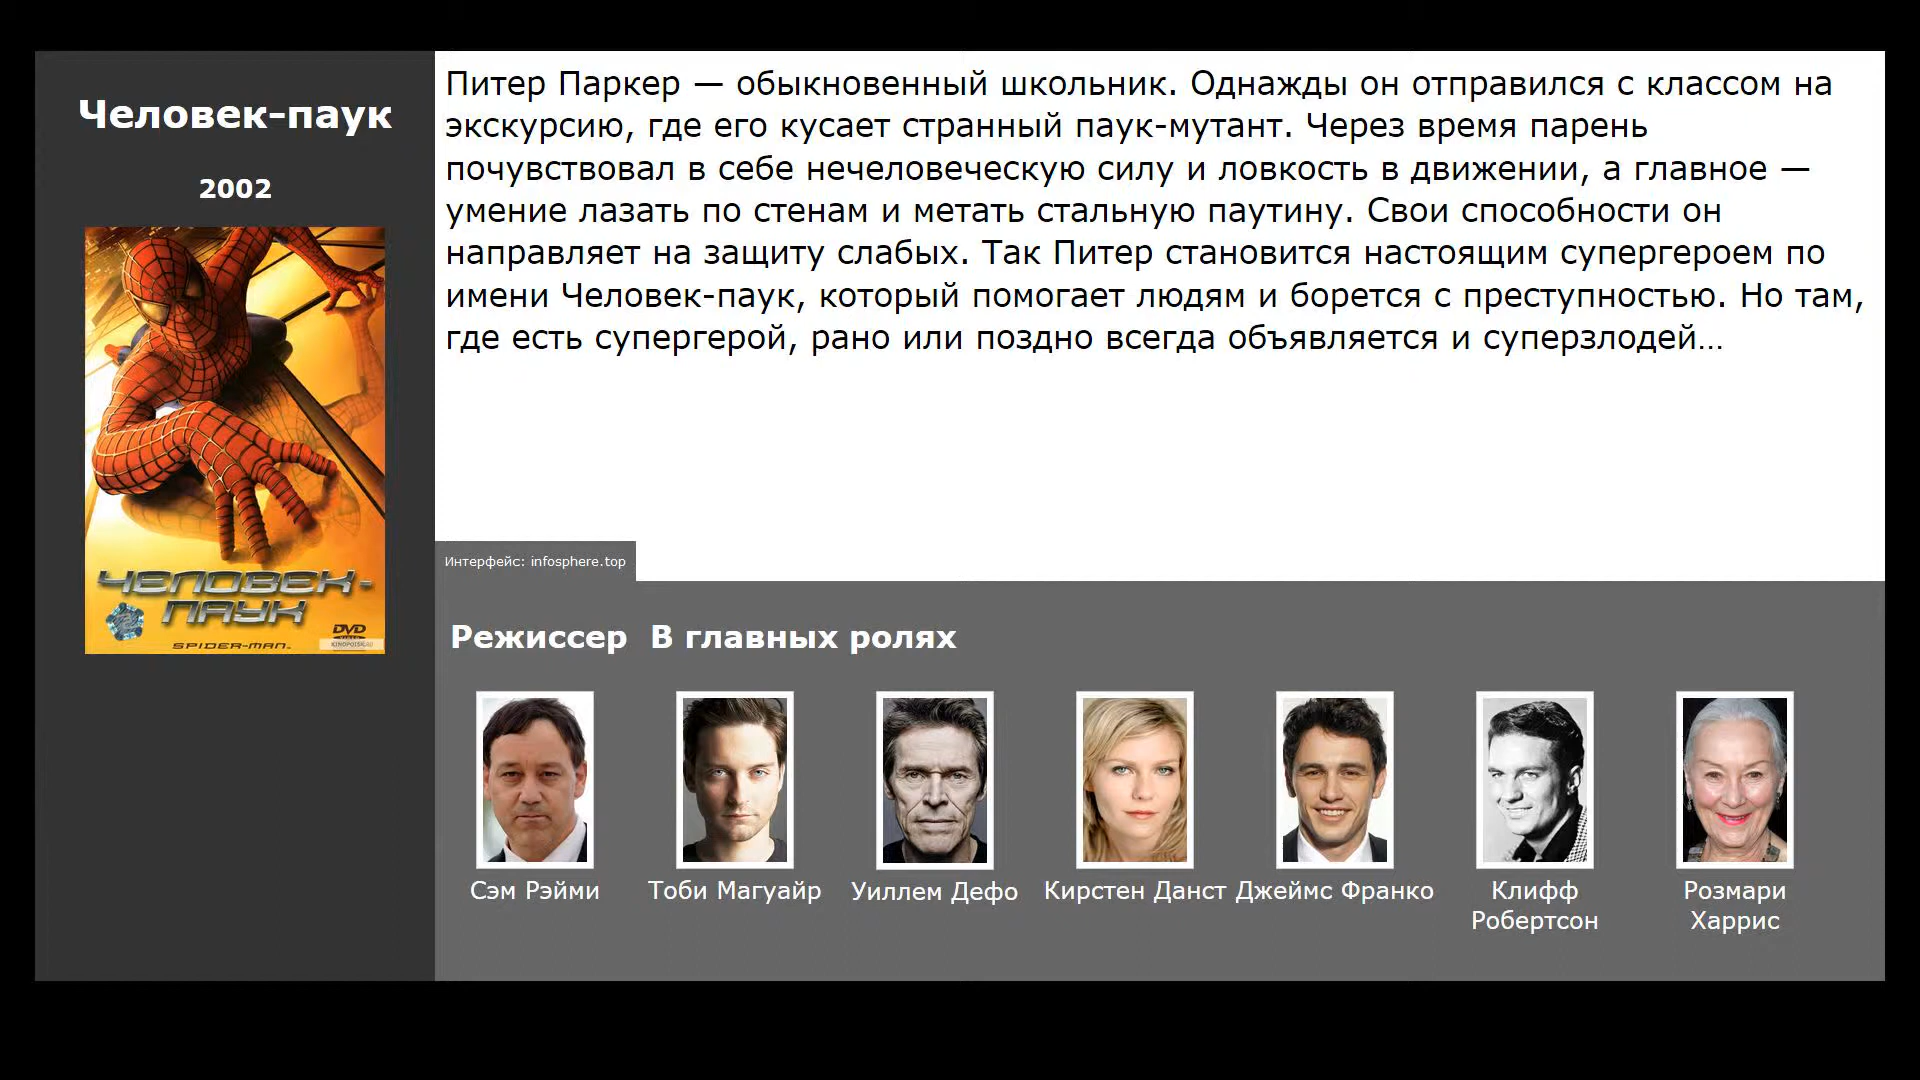 Человек-паук
2002
ЧЕЛОВЕК-
ПАУК
DVD
VIDEO
KINOPOISK.RU
SPIDER-MAN
Питер Паркер — обыкновенный школьник. Однажды он отправился с классом на
экскурсию, где его кусает странный паук-мутант. Через время парень
почувствовал в себе нечеловеческую силу и ловкость в движении, а главное —
умение лазать по стенам и метать стальную паутину. Свои способности он
направляет на защиту слабых. Так Питер становится настоящим супергероем по
имени Человек-паук, который помогает людям и борется с преступностью. Но там,
где есть супергерой, рано или поздно всегда объявляется и суперзлодей…
Интерфейс: infosphere.top
Режиссер В главных ролях
Сэм Рэйми
Тоби Магуайр
Уиллем Дефо
Кирстен Данст
Джеймс Франко
Клифф
Робертсон
Розмари
Харрис